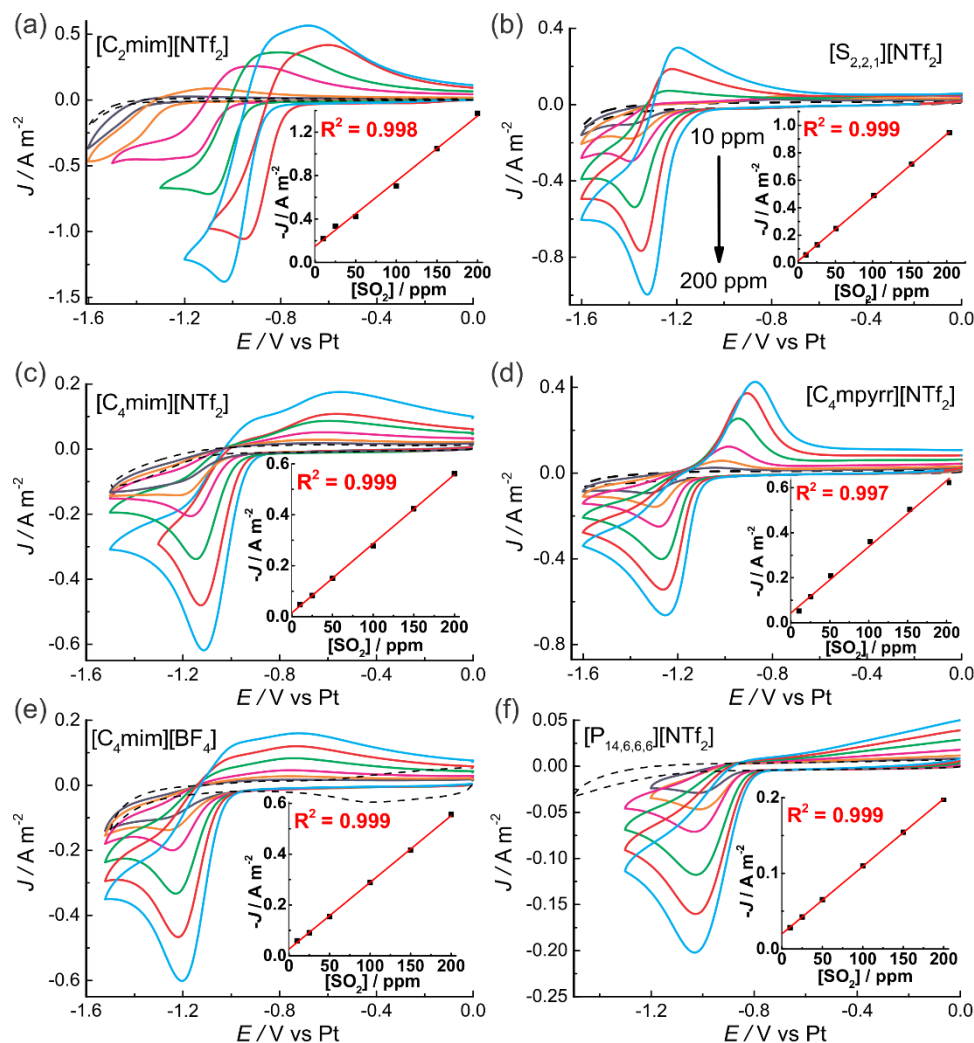 (a)
[C2mim][NTf2]
J / A m-2
0.5
0.0
-0.5
-1.0
-1.5
-1.6
-1.2
-0.8
-0.4
0.0
E / V vs Pt
R2 = 0.998
-J / A m-2
1.2
0.8
0.4
0.0
0
50
100
150
200
[SO2] / ppm
(b)
[S2,2,1][NTf2]
J / A m-2
0.4
0.0
-0.4
-0.8
-1.6
-1.2
-0.8
-0.4
0.0
E / V vs Pt
10 ppm
200 ppm
R2 = 0.999
-J / A m-2
1.0
0.8
0.6
0.4
0.2
0.0
0
50
100
150
200
[SO2] / ppm
(c)
[C4mim][NTf2]
J / A m-2
0.2
0.0
-0.2
-0.4
-0.6
-1.6
-1.2
-0.8
-0.4
0.0
E / V vs Pt
R2 = 0.999
-J / A m-2
0.6
0.4
0.2
0.0
0
50
100
150
200
[SO2] / ppm
(d)
[C4mpyrr][NTf2]
J / A m-2
0.4
0.0
-0.4
-0.8
-1.6
-1.2
-0.8
-0.4
0.0
E / V vs Pt
R2 = 0.997
-J / A m-2
0.6
0.4
0.2
0.0
0
50
100
150
200
[SO2] / ppm
(e)
[C4mim][BF4]
J / A m-2
0.2
0.0
-0.2
-0.4
-0.6
-1.6
-1.2
-0.8
-0.4
0.0
E / V vs Pt
R2 = 0.999
-J / A m-2
0.6
0.4
0.2
0.0
0
50
100
150
200
[SO2] / ppm
(f)
[P14,6,6,6][NTf2]
J / A m-2
0.05
0.00
-0.05
-0.10
-0.15
-0.20
-0.25
-1.6
-1.2
-0.8
-0.4
0.0
E / V vs Pt
R2 = 0.999
-J / A m-2
0.2
0.1
0.0
0
50
100
150
200
[SO2] / ppm